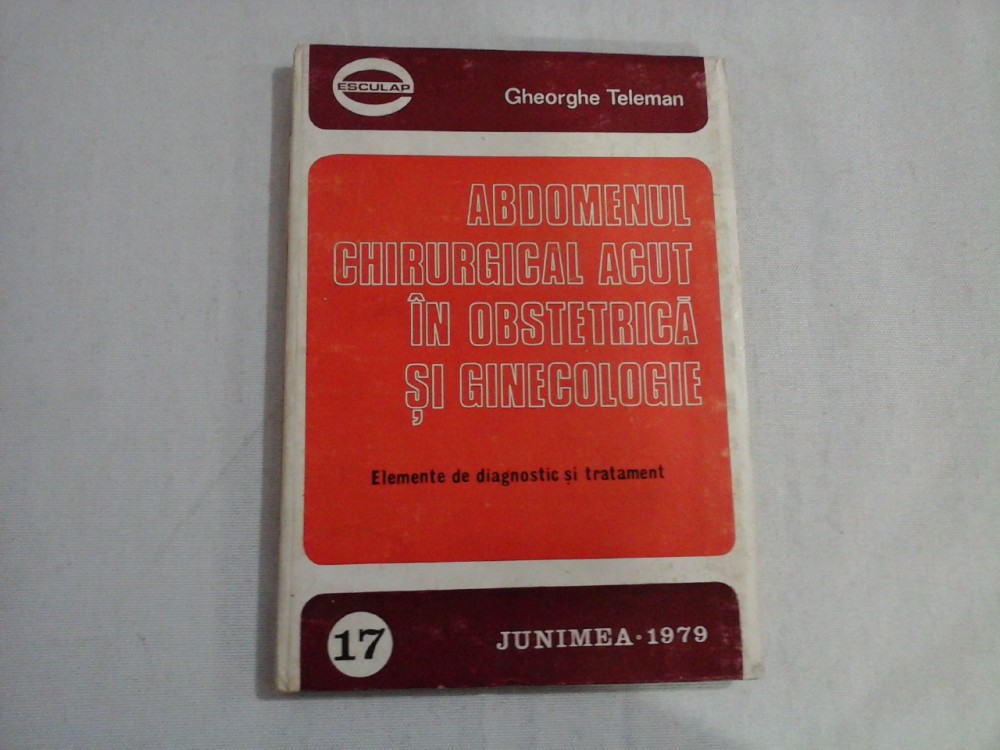 ESCULAP
Gheorghe Teleman
ABDOMENUL
CHIRURGICAL ACUT
ÎN OBSTETRICĂ
ȘI GINECOLOGIE
Elemente de diagnostic și tratament
17
JUNIMEA • 1979